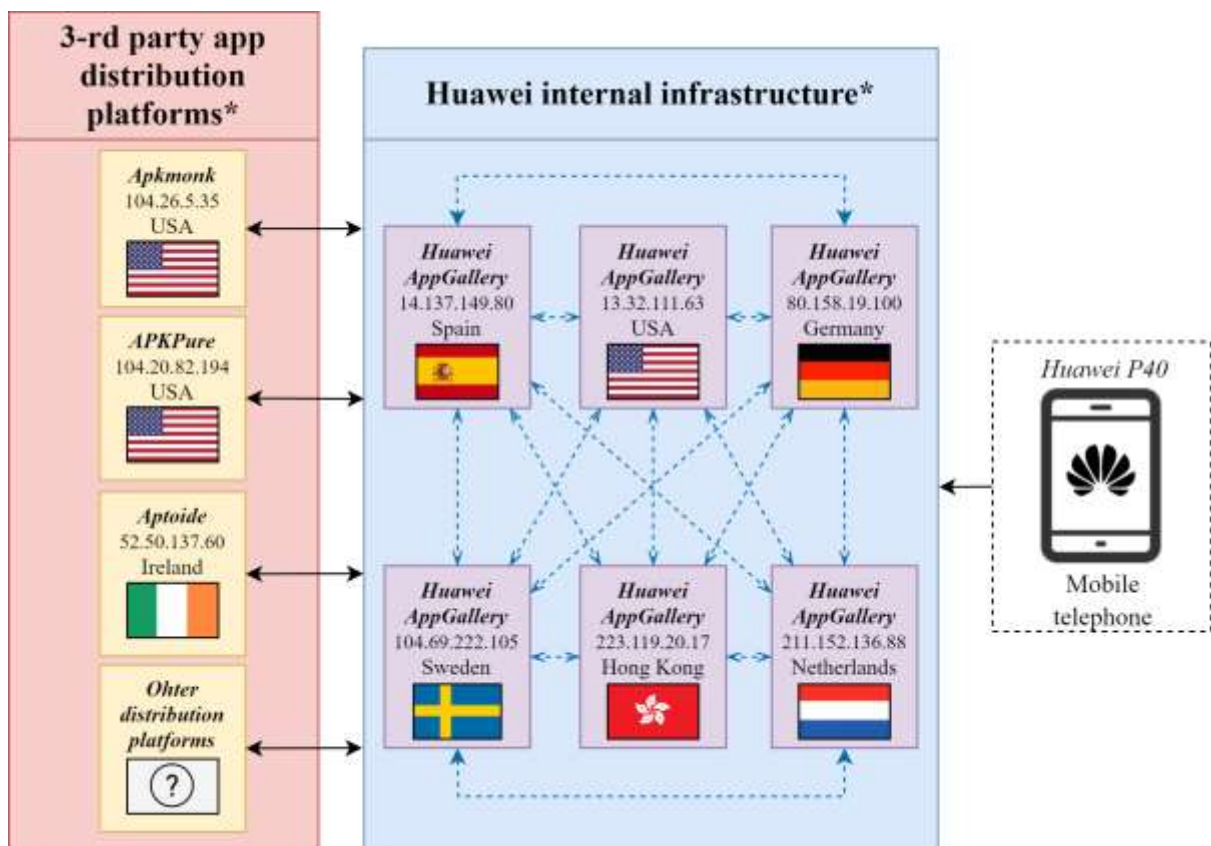 3-rd party app
distribution
platforms*
Apkmonk
104.26.5.35
USA
APKPure
104.20.82.194
USA
Aptoide
52.50.137.60
Ireland
Ohter
distribution
platforms
?
Huawei internal infrastructure*
Huawei
AppGallery
14.137.149.80
Spain
Huawei
AppGallery
13.32.111.63
USA
Huawei
AppGallery
80.158.19.100
Germany
Huawei
AppGallery
104.69.222.105
Sweden
Huawei
AppGallery
223.119.20.17
Hong Kong
Huawei
AppGallery
211.152.136.88
Netherlands
Huawei P40
Mobile
telephone